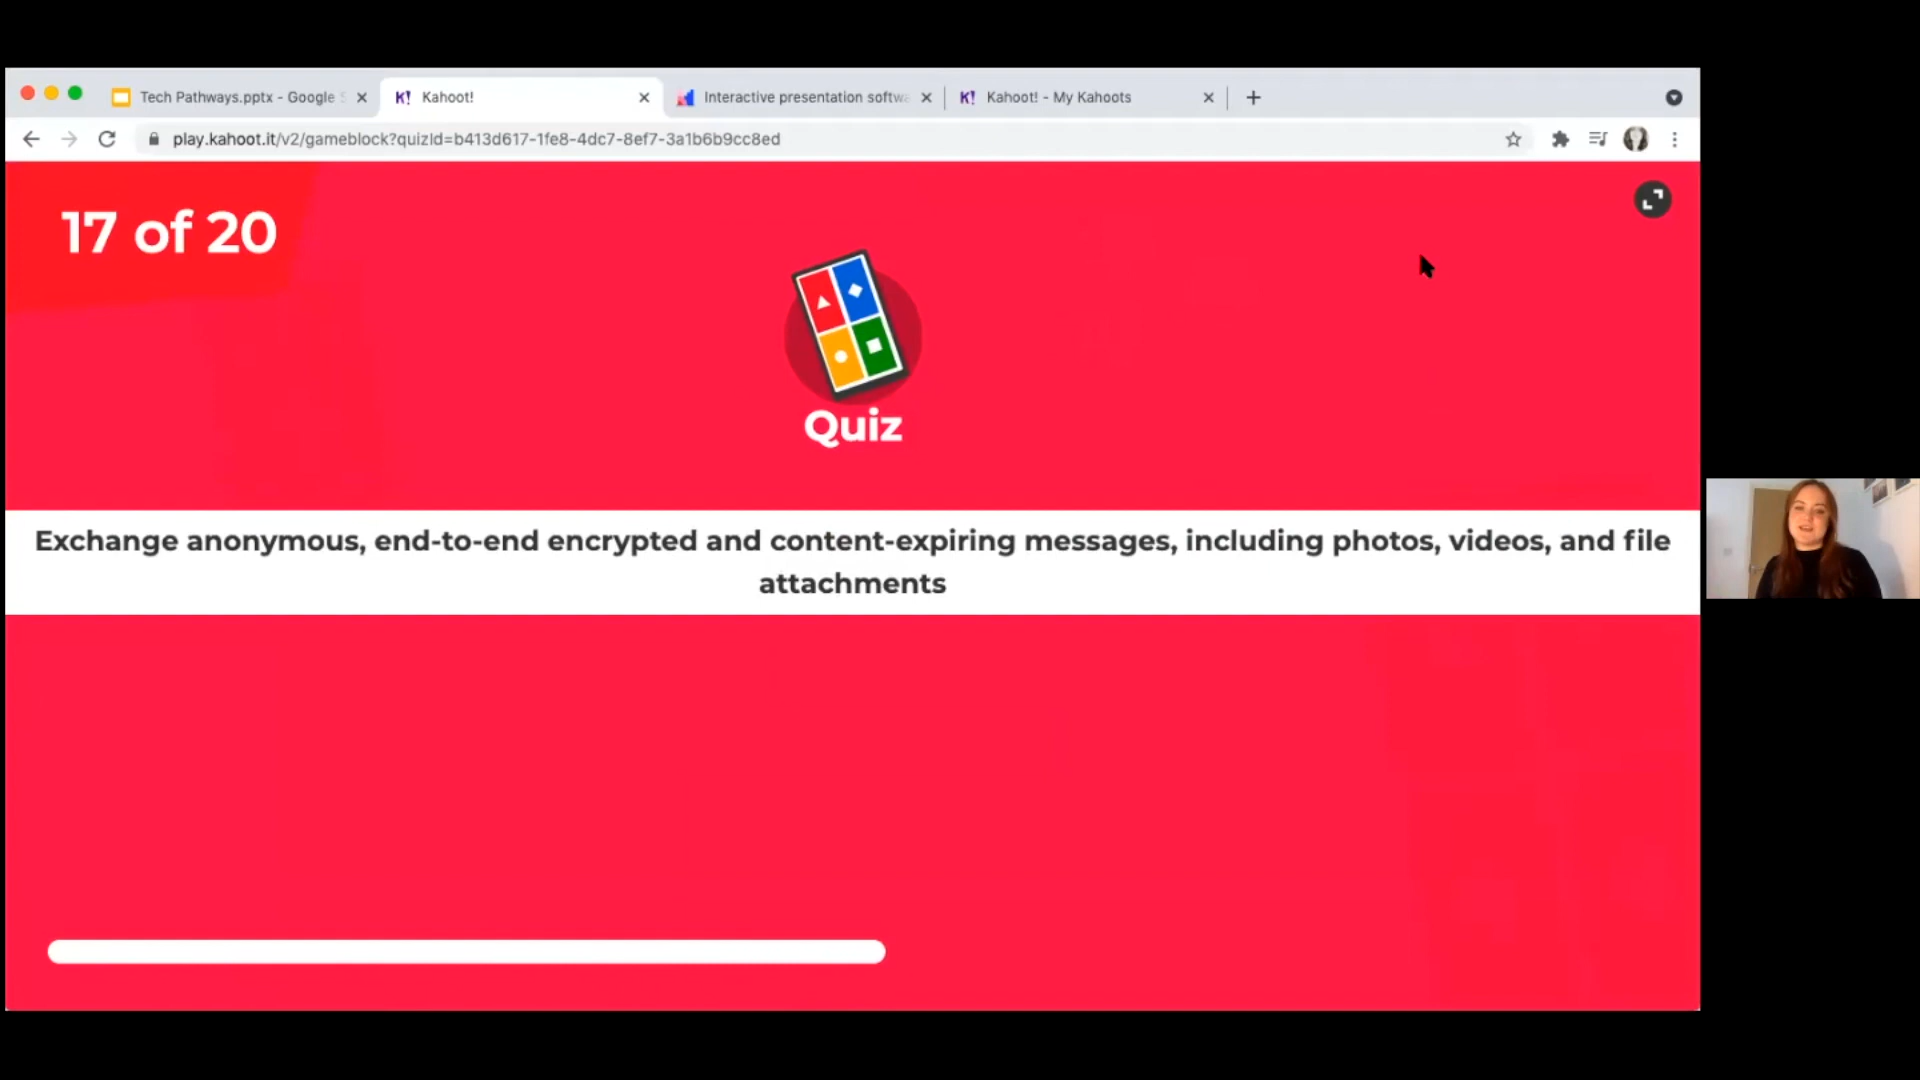 Tech Pathways.pptx - Google S
K! Kahoot!
Interactive presentation softwa
K! Kahoot! - My Kahoots
play.kahoot.it/v2/gameblock?quizId=b413d617-1fe8-4dc7-8ef7-3a1b6b9cc8ed
17 of 20
Quiz
Exchange anonymous, end-to-end encrypted and content-expiring messages, including photos, videos, and file
attachments